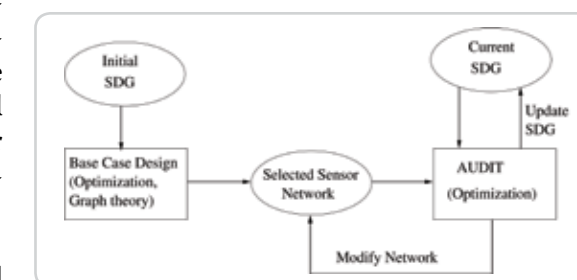 Initial
SDG
Current
SDG
Update
SDG
Base Case Design
(Optimization,
Graph theory)
Selected Sensor
Network
AUDIT
(Optimization)
Modify Network